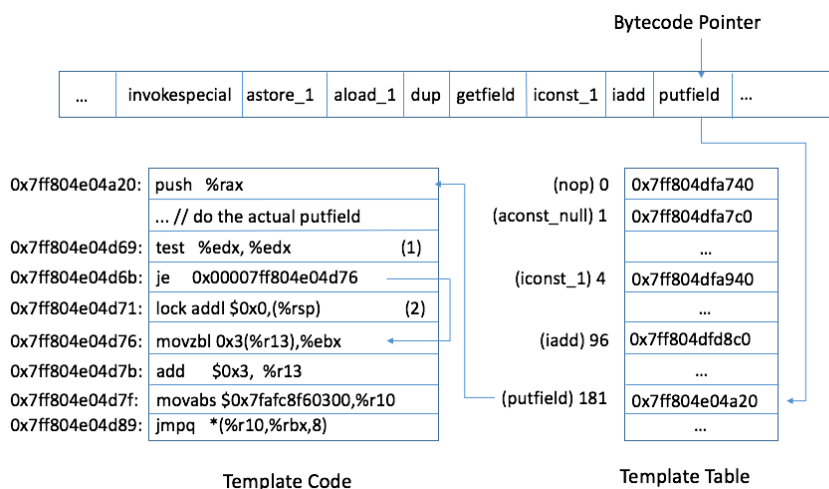 Bytecode Pointer
... invokespecial astore_1 aload_1 dup getfield iconst_1 iadd putfield ...
0x7ff804e04a20: push %rax
... // do the actual putfield
0x7ff804e04d69: test %edx, %edx (1)
0x7ff804e04d6b: je 0x00007ff804e04d76
0x7ff804e04d71: lock addl $0x0,(%rsp) (2)
0x7ff804e04d76: movzbl 0x3(%r13),%ebx
0x7ff804e04d7b: add $0x3, %r13
0x7ff804e04d7f: movabs $0x7fafc8f60300,%r10
0x7ff804e04d89: jmpq *(%r10,%rbx,8)
Template Code
(nop) 0 0x7ff804dfa740
(aconst_null) 1 0x7ff804dfa7c0
...
(iconst_1) 4 0x7ff804dfa940
...
(iadd) 96 0x7ff804dfd8c0
...
(putfield) 181 0x7ff804e04a20
...
Template Table